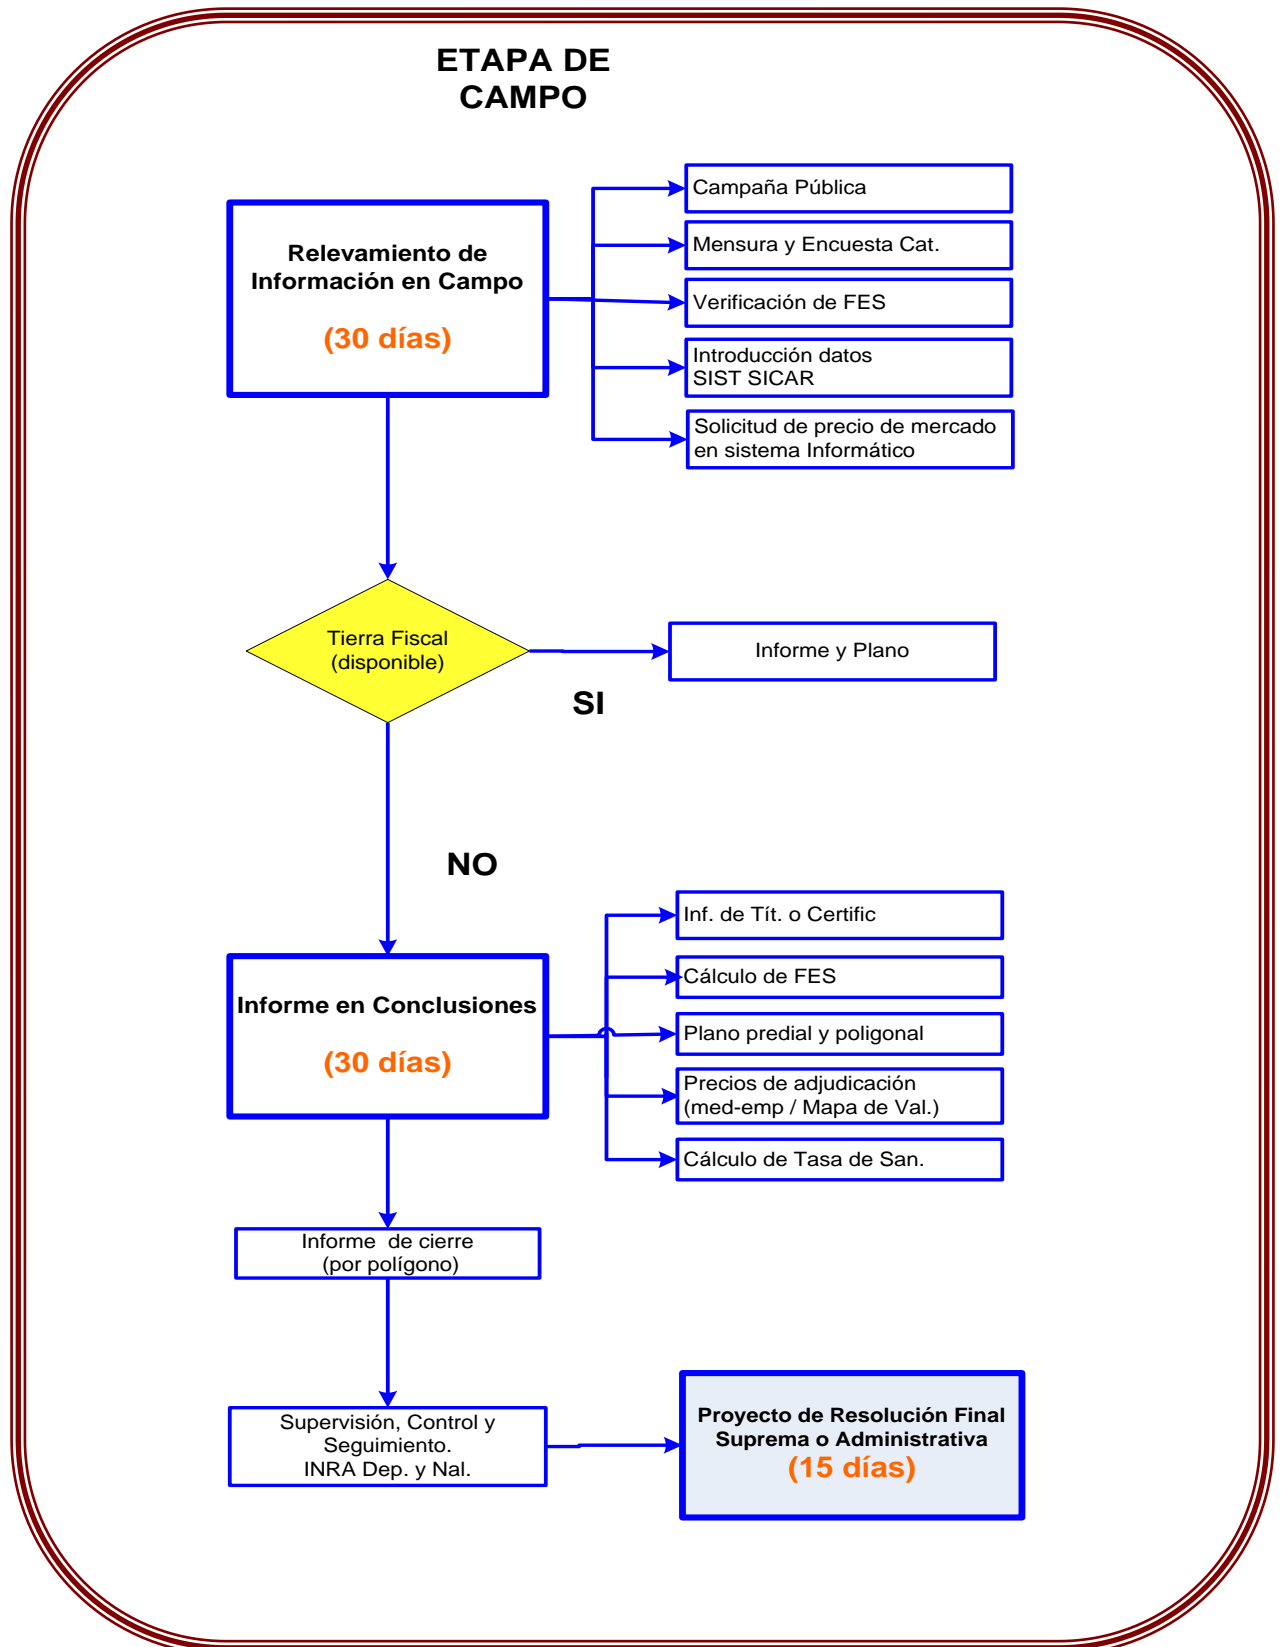 ETAPA DE
CAMPO
Relevamiento de
Información en Campo
(30 días)
Campaña Pública
Mensura y Encuesta Cat.
Verificación de FES
Introducción datos
SIST SICAR
Solicitud de precio de mercado
en sistema Informático
Tierra Fiscal
(disponible)
Informe y Plano
SI
NO
Informe en Conclusiones
(30 días)
Inf. de Tít. o Certific
Cálculo de FES
Plano predial y poligonal
Precios de adjudicación
(med-emp / Mapa de Val.)
Cálculo de Tasa de San.
Informe de cierre
(por polígono)
Supervisión, Control y
Seguimiento.
INRA Dep. y Nal.
Proyecto de Resolución Final
Suprema o Administrativa
(15 días)